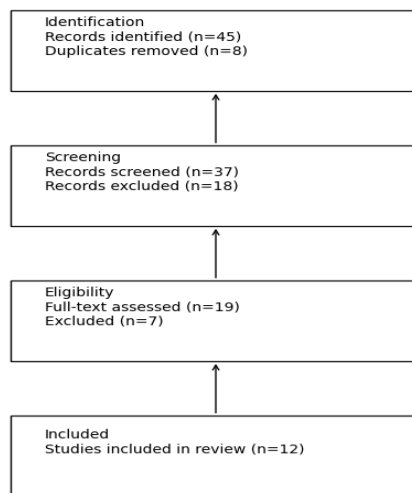 Identification
Records identified (n=45)
Duplicates removed (n=8)
Screening
Records screened (n=37)
Records excluded (n=18)
Eligibility
Full-text assessed (n=19)
Excluded (n=7)
Included
Studies included in review (n=12)